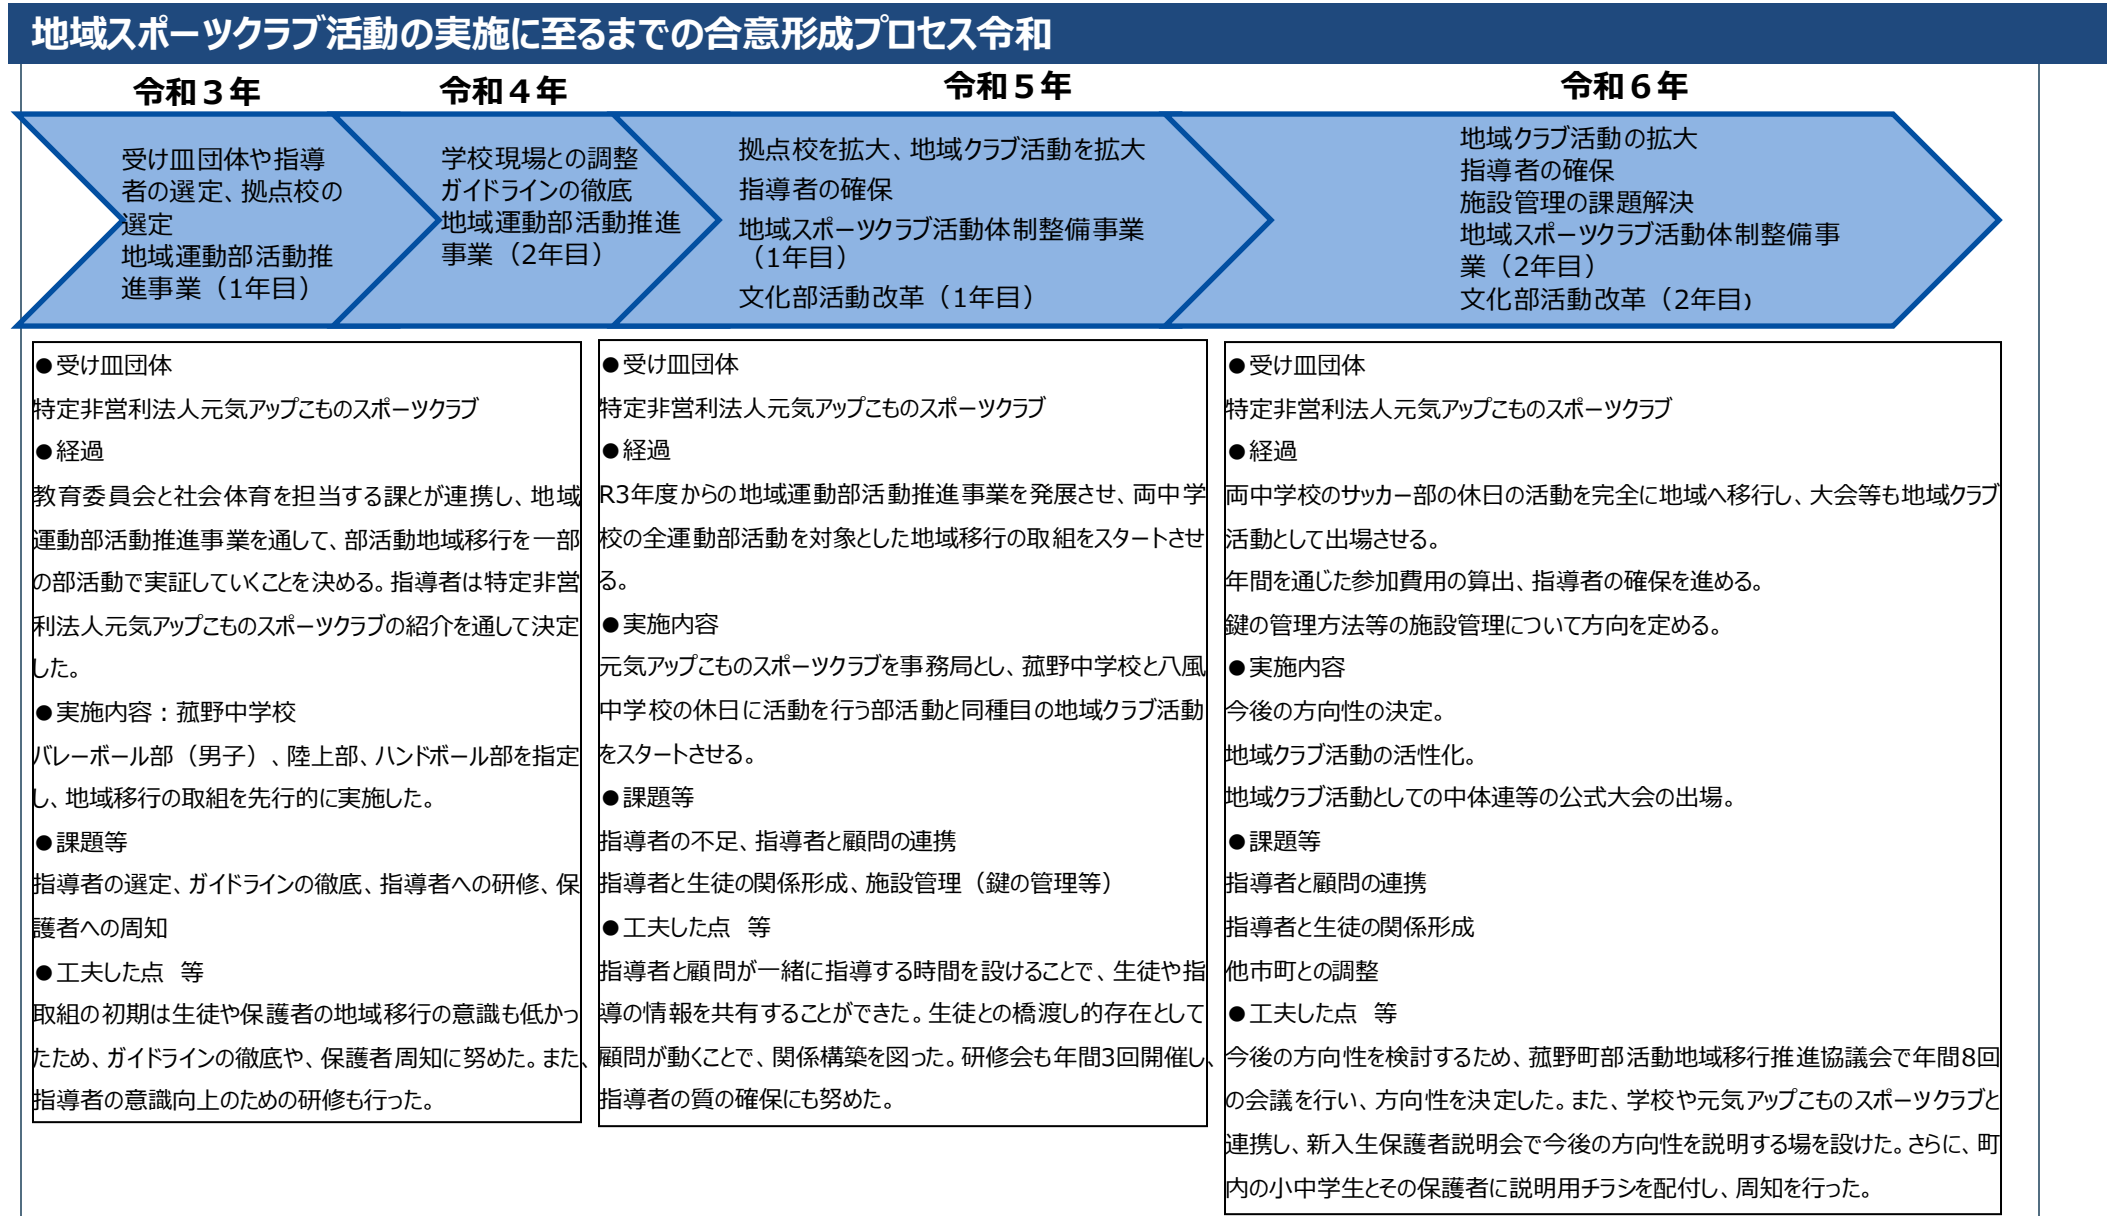 地域スポーツクラブ活動の実施に至るまでの合意形成プロセス令和
令和３年
受け皿団体や指導
者の選定、拠点校の
選定
地域運動部活動推
進事業（1年目）
令和４年
学校現場との調整
ガイドラインの徹底
地域運動部活動推進
事業（2年目）
令和５年
拠点校を拡大、地域クラブ活動を拡大
指導者の確保
地域スポーツクラブ活動体制整備事業
（1年目）
文化部活動改革（1年目）
令和６年
地域クラブ活動の拡大
指導者の確保
施設管理の課題解決
地域スポーツクラブ活動体制整備事
業（2年目）
文化部活動改革（2年目)
●受け皿団体
特定非営利法人元気アップこものスポーツクラブ
●経過
教育委員会と社会体育を担当する課とが連携し、地域
運動部活動推進事業を通して、部活動地域移行を一部
の部活動で実証していくことを決める。指導者は特定非営
利法人元気アップこものスポーツクラブの紹介を通して決定
した。
●実施内容：菰野中学校
バレーボール部（男子）、陸上部、ハンドボール部を指定
し、地域移行の取組を先行的に実施した。
●課題等
指導者の選定、ガイドラインの徹底、指導者への研修、保
護者への周知
●工夫した点　等
取組の初期は生徒や保護者の地域移行の意識も低かっ
たため、ガイドラインの徹底や、保護者周知に努めた。また、
指導者の意識向上のための研修も行った。
●受け皿団体
特定非営利法人元気アップこものスポーツクラブ
●経過
R3年度からの地域運動部活動推進事業を発展させ、両中学
校の全運動部活動を対象とした地域移行の取組をスタートさせ
る。
●実施内容
元気アップこものスポーツクラブを事務局とし、菰野中学校と八風
中学校の休日に活動を行う部活動と同種目の地域クラブ活動
をスタートさせる。
●課題等
指導者の不足、指導者と顧問の連携
指導者と生徒の関係形成、施設管理（鍵の管理等）
●工夫した点　等
指導者と顧問が一緒に指導する時間を設けることで、生徒や指
導の情報を共有することができた。生徒との橋渡し的存在として
顧問が動くことで、関係構築を図った。研修会も年間3回開催し、
指導者の質の確保にも努めた。
●受け皿団体
特定非営利法人元気アップこものスポーツクラブ
●経過
両中学校のサッカー部の休日の活動を完全に地域へ移行し、大会等も地域クラブ
活動として出場させる。
年間を通じた参加費用の算出、指導者の確保を進める。
鍵の管理方法等の施設管理について方向を定める。
●実施内容
今後の方向性の決定。
地域クラブ活動の活性化。
地域クラブ活動としての中体連等の公式大会の出場。
●課題等
指導者と顧問の連携
指導者と生徒の関係形成
他市町との調整
●工夫した点　等
今後の方向性を検討するため、菰野町部活動地域移行推進協議会で年間8回
の会議を行い、方向性を決定した。また、学校や元気アップこものスポーツクラブと
連携し、新入生保護者説明会で今後の方向性を説明する場を設けた。さらに、町
内の小中学生とその保護者に説明用チラシを配付し、周知を行った。